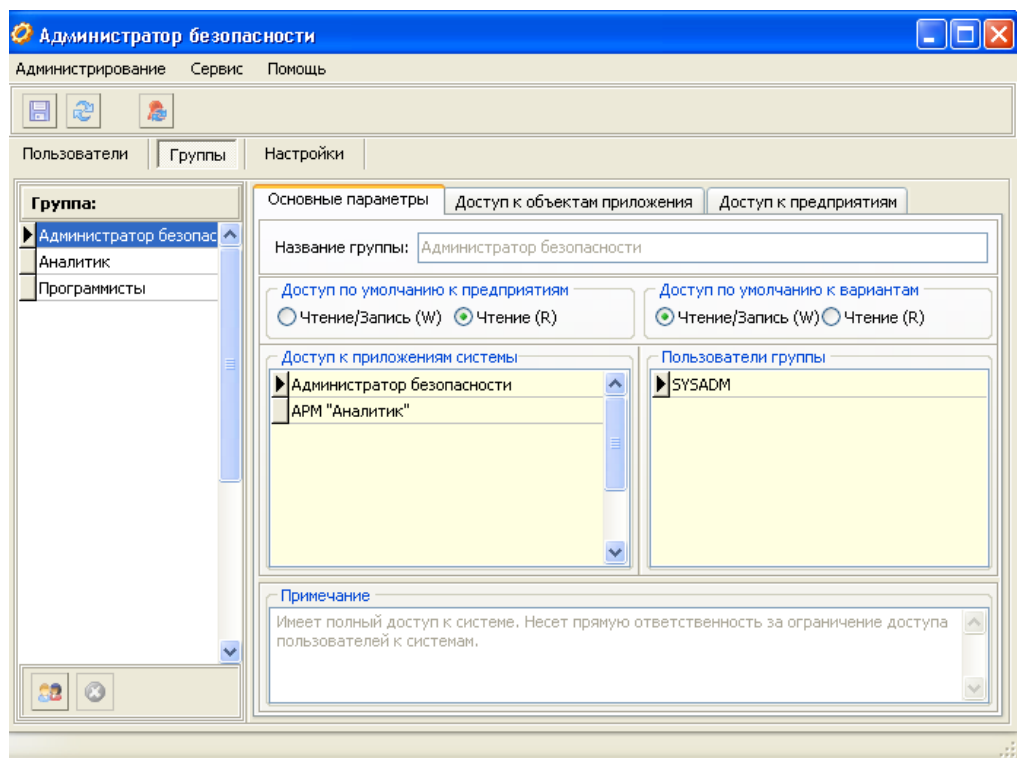 Администратор безопасности
Администрирование Сервис Помощь
Пользователи Группы Настройки
Группа:
Администратор безопас
Аналитик
Программисты
Основные параметры Доступ к объектам приложения Доступ к предприятиям
Название группы: Администратор безопасности
Доступ по умолчанию к предприятиям Доступ по умолчанию к вариантам
Чтение/Запись (W) Чтение (R) Чтение/Запись (W) Чтение (R)
Доступ к приложениям системы Пользователи группы
Администратор безопасности SYSADM
АРМ "Аналитик"
Примечание
Имеет полный доступ к системе. Несет прямую ответственность за ограничение доступа
пользователей к системам.